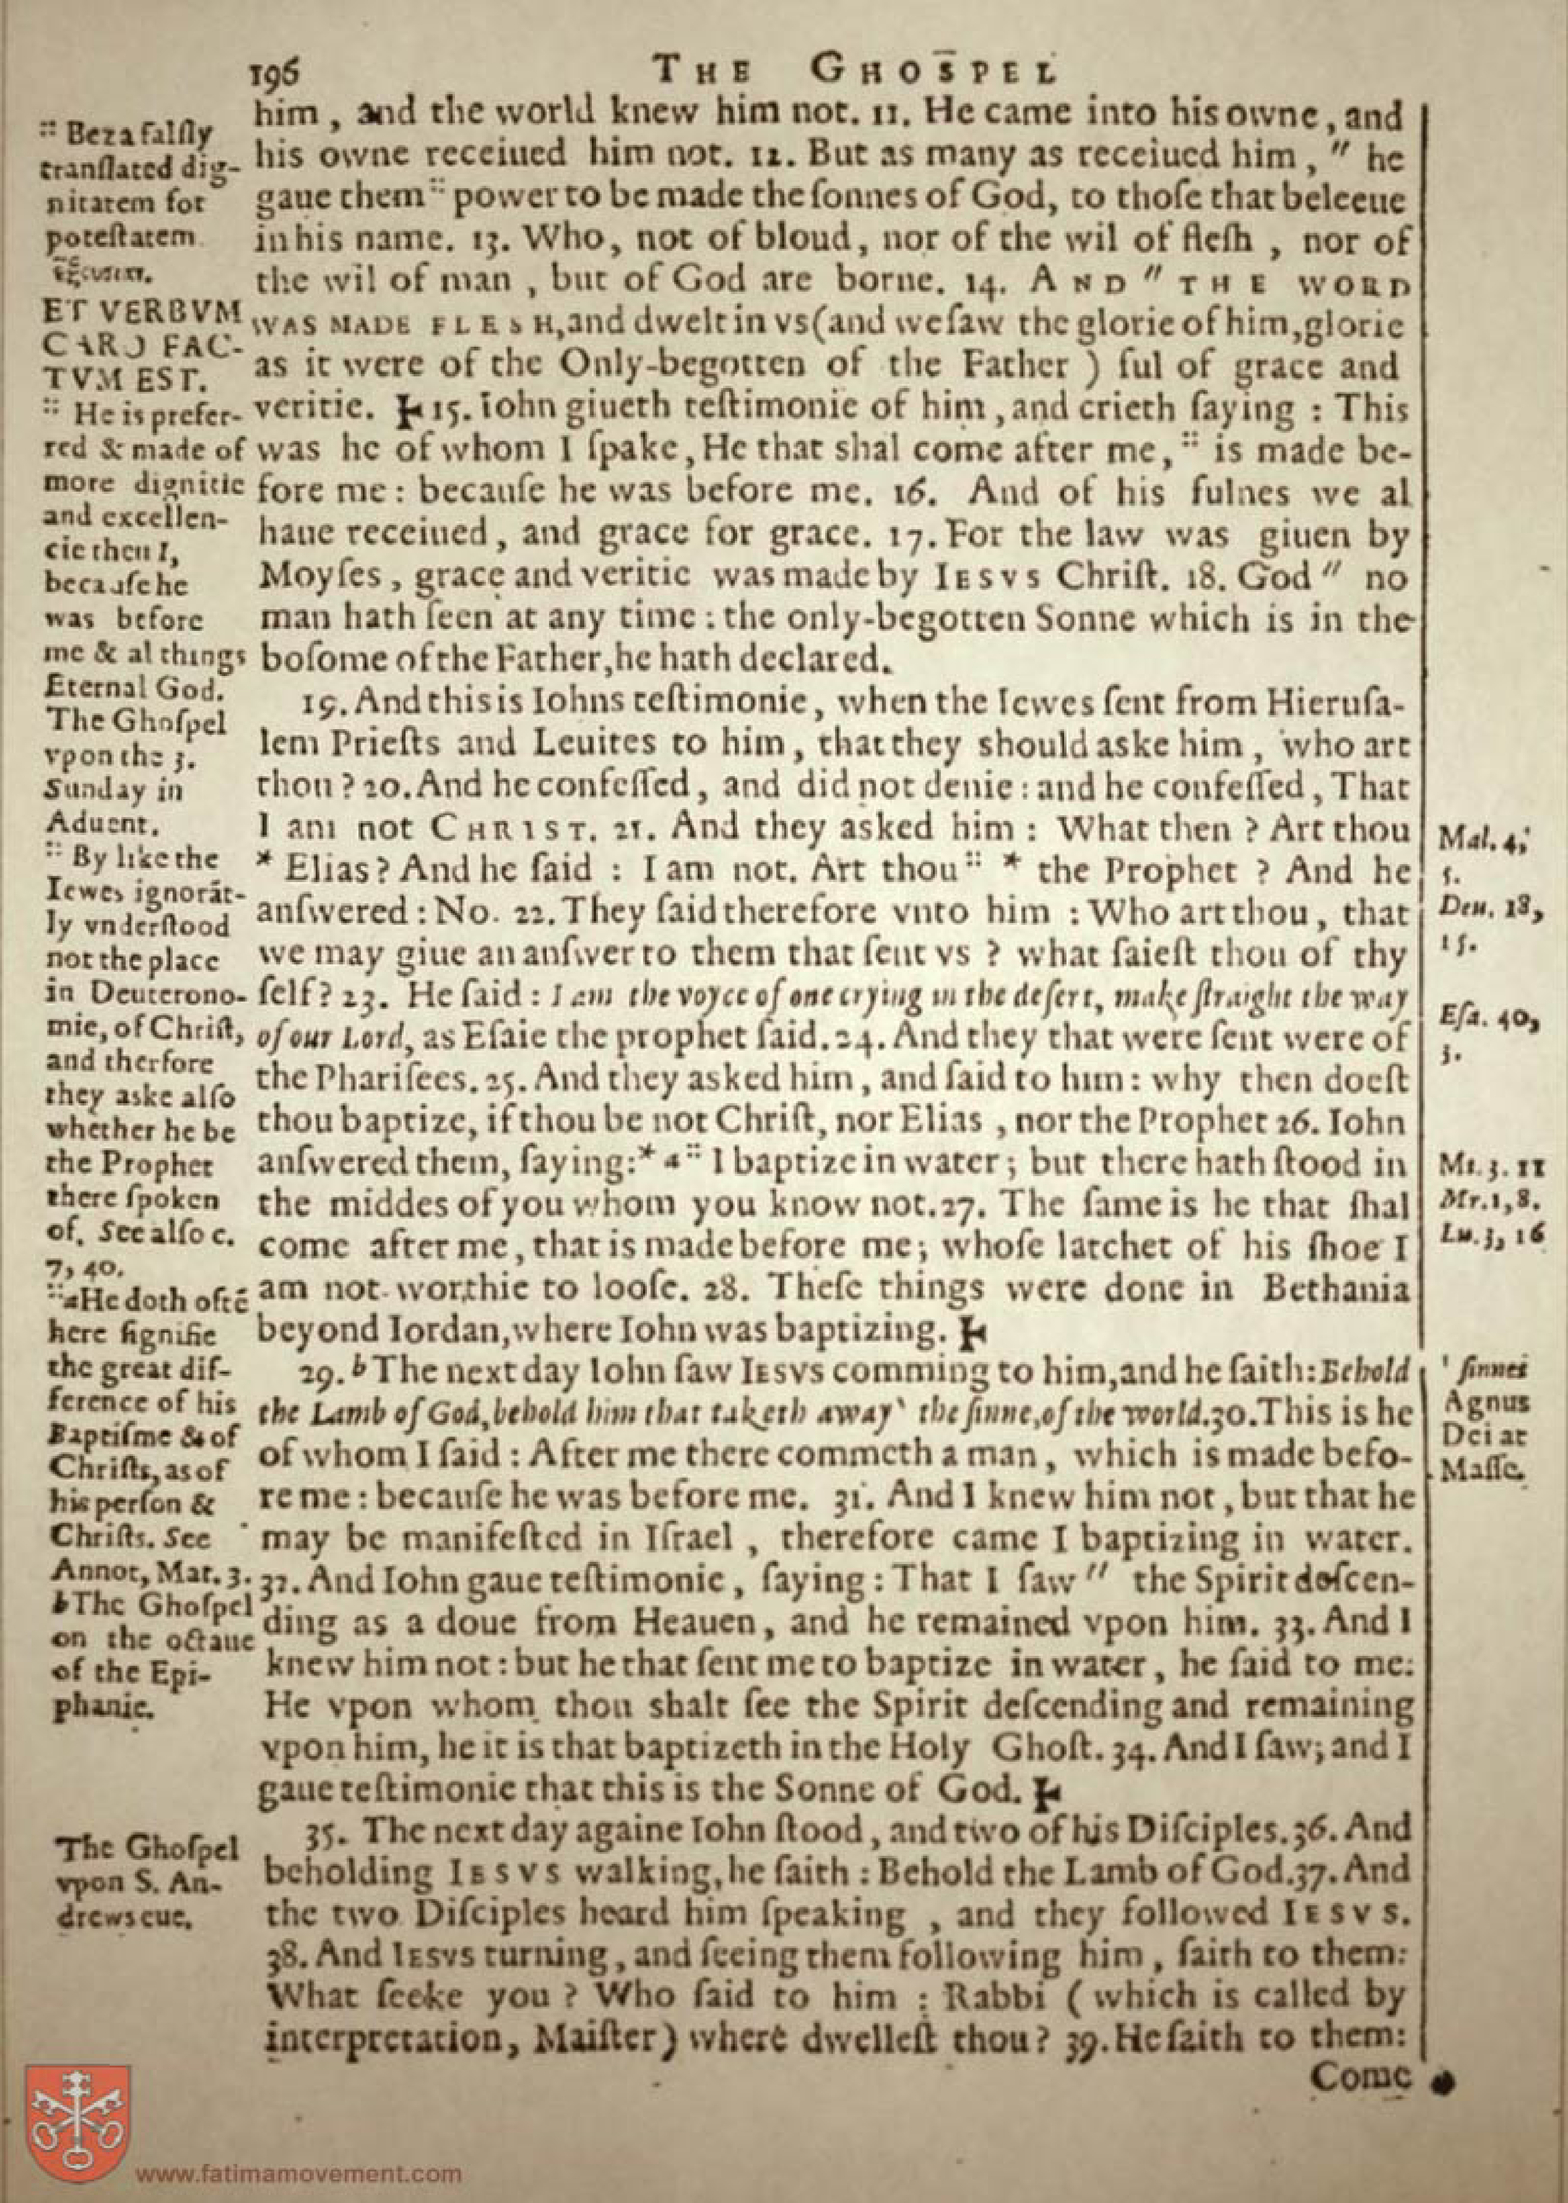 196
THE GHOSPEL
:: Beza falſly
tranſlated dig-
nitatem for
poteſtatem
ET VERBVM
CARO FAC-
TVM EST.
:: He is prefer-
red & made of
more dignitie
and excellen-
cie then I,
becauſe he
was before
me & al things
Eternal God.
The Ghoſpel
vpon the 3.
Sunday in
Aduent.
:: By like the
Iewes ignorāt-
ly vnderſtood
not the place
in Deuterono-
mie, of Chriſt,
and therfore
they aske alſo
whether he be
the Prophet
there ſpoken
of. See alſo c.
7, 40.
:: a He doth oftē
here ſignifie
the great dif-
ference of his
Baptiſme & of
Chriſts, as of
his perſon &
Chriſts. See
Annot, Mat. 3.
b The Ghoſpel
on the octaue
of the Epi-
phanie.
The Ghoſpel
vpon S. An-
drews eue.
him, and the world knew him not. 11. He came into his owne, and
his owne receiued him not. 12. But as many as receiued him, " he
gaue them :: power to be made the ſonnes of God, to thoſe that beleeue
in his name. 13. Who, not of bloud, nor of the wil of fleſh, nor of
the wil of man, but of God are borne. 14. AND " THE WORD
WAS MADE FLESH, and dwelt in vs (and we ſaw the glorie of him, glorie
as it were of the Only-begotten of the Father) ful of grace and
veritie. 15. Iohn giueth teſtimonie of him, and crieth ſaying : This
was he of whom I ſpake, He that shal come after me, :: is made be-
fore me : becauſe he was before me. 16. And of his fulnes we al
haue receiued, and grace for grace. 17. For the law was giuen by
Moyſes, grace and veritie was made by IESVS Chriſt. 18. God " no
man hath ſeen at any time : the only-begotten Sonne which is in the
boſome of the Father, he hath declared.
19. And this is Iohns teſtimonie, when the Iewes ſent from Hieruſa-
lem Prieſts and Leuites to him, that they should aske him, who art
thou ? 20. And he confeſſed, and did not denie : and he confeſſed, That
I am not CHRIST. 21. And they asked him : What then ? Art thou
* Elias? And he ſaid : I am not. Art thou :: * the Prophet ? And he
anſwered : No. 22. They ſaid therefore vnto him : Who art thou, that
we may giue an anſwer to them that ſent vs ? what ſaieſt thou of thy
ſelf? 23. He ſaid : I am the voyce of one crying in the deſert, make ſtraight the way
of our Lord, as Eſaie the prophet ſaid. 24. And they that were ſent were of
the Phariſees. 25. And they asked him, and ſaid to him : why then doeſt
thou baptize, if thou be not Chriſt, nor Elias, nor the Prophet 26. Iohn
anſwered them, ſaying: * a :: I baptize in water ; but there hath ſtood in
the middes of you whom you know not. 27. The ſame is he that ſhal
come after me, that is made before me ; whoſe latchet of his ſhoe I
am not worthie to looſe. 28. Theſe things were done in Bethania
beyond Iordan, where Iohn was baptizing.
29. b The next day Iohn ſaw IESVS comming to him, and he ſaith: Behold
the Lamb of God, behold him that taketh away ' the ſinne, of the world. 30. This is he
of whom I ſaid : After me there commeth a man, which is made befo-
re me : becauſe he was before me. 31. And I knew him not, but that he
may be manifeſted in Iſrael, therefore came I baptizing in water.
32. And Iohn gaue teſtimonie, ſaying : That I ſaw " the Spirit deſcen-
ding as a doue from Heauen, and he remained vpon him. 33. And I
knew him not : but he that ſent me to baptize in water, he ſaid to me:
He vpon whom thou shalt ſee the Spirit deſcending and remaining
vpon him, he it is that baptizeth in the Holy Ghoſt. 34. And I ſaw; and I
gaue teſtimonie that this is the Sonne of God.
35. The next day againe Iohn ſtood, and two of his Diſciples. 36. And
beholding IESVS walking, he ſaith : Behold the Lamb of God. 37. And
the two Diſciples heard him ſpeaking, and they followed IESVS.
38. And IESVS turning, and ſeeing them following him, ſaith to them:
What ſeeke you ? Who ſaid to him : Rabbi (which is called by
interpretation, Maiſter) where dwelleſt thou? 39. He ſaith to them:
Come
Mal. 4,
5.
Deu. 18,
15.
Eſa. 40,
3.
Mt. 3. 11
Mr. 1, 8.
Lu. 3, 16
' ſinnes
Agnus
Dei at
Maſſe.
www.fatimamovement.com